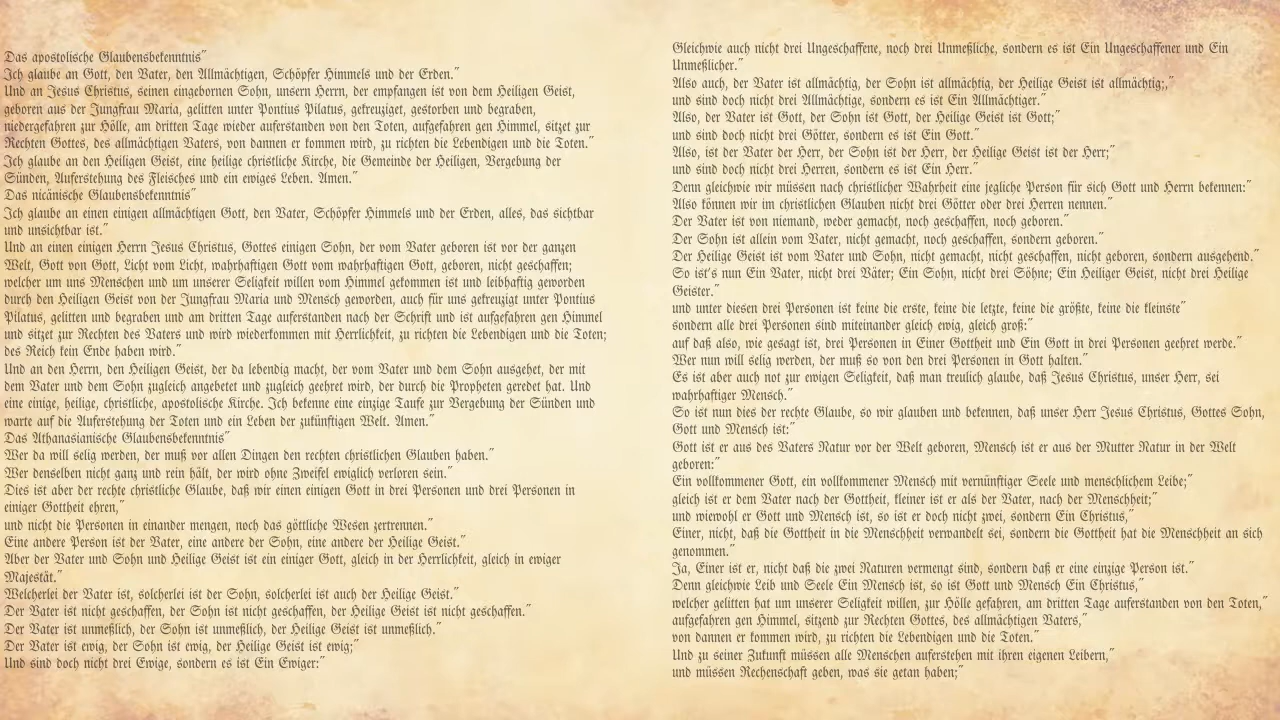 Das apostolische Glaubensbekenntnis"
Ich glaube an Gott, den Vater, den Allmächtigen, Schöpfer Himmels und der Erden."
Und an Jesus Christus, seinen eingebornen Sohn, unsern Herrn, der empfangen ist von dem Heiligen Geist,
geboren aus der Jungfrau Maria, gelitten unter Pontius Pilatus, gekreuziget, gestorben und begraben,
niedergefahren zur Hölle, am dritten Tage wieder auferstanden von den Toten, aufgefahren gen Himmel, sitzet zur
Rechten Gottes, des allmächtigen Vaters, von dannen er kommen wird, zu richten die Lebendigen und die Toten."
Ich glaube an den Heiligen Geist, eine heilige christliche Kirche, die Gemeinde der Heiligen, Vergebung der
Sünden, Auferstehung des Fleisches und ein ewiges Leben. Amen."
Das nicänische Glaubensbekenntnis"
Ich glaube an einen einigen allmächtigen Gott, den Vater, Schöpfer Himmels und der Erden, alles, das sichtbar
und unsichtbar ist."
Und an einen einigen Herrn Jesus Christus, Gottes einigen Sohn, der vom Vater geboren ist vor der ganzen
Welt, Gott von Gott, Licht vom Licht, wahrhaftigen Gott vom wahrhaftigen Gott, geboren, nicht geschaffen;
welcher um uns Menschen und um unserer Seligkeit willen vom Himmel gekommen ist und leibhaftig geworden
durch den Heiligen Geist von der Jungfrau Maria und Mensch geworden, auch für uns gekreuzigt unter Pontius
Pilatus, gelitten und begraben und am dritten Tage auferstanden nach der Schrift und ist aufgefahren gen Himmel
und sitzet zur Rechten des Vaters und wird wiederkommen mit Herrlichkeit, zu richten die Lebendigen und die Toten;
des Reich kein Ende haben wird."
Und an den Herrn, den Heiligen Geist, der da lebendig macht, der vom Vater und dem Sohn ausgehet, der mit
dem Vater und dem Sohn zugleich angebetet und zugleich geehret wird, der durch die Propheten geredet hat. Und
eine einige, heilige, christliche, apostolische Kirche. Ich bekenne eine einzige Taufe zur Vergebung der Sünden und
warte auf die Auferstehung der Toten und ein Leben der zukünftigen Welt. Amen."
Das Athanasianische Glaubensbekenntnis"
Wer da will selig werden, der muß vor allen Dingen den rechten christlichen Glauben haben."
Wer denselben nicht ganz und rein hält, der wird ohne Zweifel ewiglich verloren sein."
Dies ist aber der rechte christliche Glaube, daß wir einen einigen Gott in drei Personen und drei Personen in
einiger Gottheit ehren,"
und nicht die Personen in einander mengen, noch das göttliche Wesen zertrennen."
Eine andere Person ist der Vater, eine andere der Sohn, eine andere der Heilige Geist."
Aber der Vater und Sohn und Heilige Geist ist ein einiger Gott, gleich in der Herrlichkeit, gleich in ewiger
Majestät."
Welcherlei der Vater ist, solcherlei ist der Sohn, solcherlei ist auch der Heilige Geist."
Der Vater ist nicht geschaffen, der Sohn ist nicht geschaffen, der Heilige Geist ist nicht geschaffen."
Der Vater ist unmeßlich, der Sohn ist unmeßlich, der Heilige Geist ist unmeßlich."
Der Vater ist ewig, der Sohn ist ewig, der Heilige Geist ist ewig;"
Und sind doch nicht drei Ewige, sondern es ist Ein Ewiger:"
Gleichwie auch nicht drei Ungeschaffene, noch drei Unmeßliche, sondern es ist Ein Ungeschaffener und Ein
Unmeßlicher."
Also auch, der Vater ist allmächtig, der Sohn ist allmächtig, der Heilige Geist ist allmächtig;,"
und sind doch nicht drei Allmächtige, sondern es ist Ein Allmächtiger."
Also, der Vater ist Gott, der Sohn ist Gott, der Heilige Geist ist Gott;"
und sind doch nicht drei Götter, sondern es ist Ein Gott."
Also, ist der Vater der Herr, der Sohn ist der Herr, der Heilige Geist ist der Herr;"
und sind doch nicht drei Herren, sondern es ist Ein Herr."
Denn gleichwie wir müssen nach christlicher Wahrheit eine jegliche Person für sich Gott und Herrn bekennen:"
Also können wir im christlichen Glauben nicht drei Götter oder drei Herren nennen."
Der Vater ist von niemand, weder gemacht, noch geschaffen, noch geboren."
Der Sohn ist allein vom Vater, nicht gemacht, noch geschaffen, sondern geboren."
Der Heilige Geist ist vom Vater und Sohn, nicht gemacht, nicht geschaffen, nicht geboren, sondern ausgehend."
So ist's nun Ein Vater, nicht drei Väter; Ein Sohn, nicht drei Söhne; Ein Heiliger Geist, nicht drei Heilige
Geister."
und unter diesen drei Personen ist keine die erste, keine die letzte, keine die größte, keine die kleinste"
sondern alle drei Personen sind miteinander gleich ewig, gleich groß:"
auf daß also, wie gesagt ist, drei Personen in Einer Gottheit und Ein Gott in drei Personen geehret werde."
Wer nun will selig werden, der muß so von den drei Personen in Gott halten."
Es ist aber auch not zur ewigen Seligkeit, daß man treulich glaube, daß Jesus Christus, unser Herr, sei
wahrhaftiger Mensch."
So ist nun dies der rechte Glaube, so wir glauben und bekennen, daß unser Herr Jesus Christus, Gottes Sohn,
Gott und Mensch ist:"
Gott ist er aus des Vaters Natur vor der Welt geboren, Mensch ist er aus der Mutter Natur in der Welt
geboren:"
Ein vollkommener Gott, ein vollkommener Mensch mit vernünftiger Seele und menschlichem Leibe;"
gleich ist er dem Vater nach der Gottheit, kleiner ist er als der Vater, nach der Menschheit;"
und wiewohl er Gott und Mensch ist, so ist er doch nicht zwei, sondern Ein Christus,"
Einer, nicht, daß die Gottheit in die Menschheit verwandelt sei, sondern die Gottheit hat die Menschheit an sich
genommen."
Ja, Einer ist er, nicht daß die zwei Naturen vermengt sind, sondern daß er eine einzige Person ist."
Denn gleichwie Leib und Seele Ein Mensch ist, so ist Gott und Mensch Ein Christus,"
welcher gelitten hat um unserer Seligkeit willen, zur Hölle gefahren, am dritten Tage auferstanden von den Toten,"
aufgefahren gen Himmel, sitzend zur Rechten Gottes, des allmächtigen Vaters,"
von dannen er kommen wird, zu richten die Lebendigen und die Toten."
Und zu seiner Zukunft müssen alle Menschen auferstehen mit ihren eigenen Leibern,"
und müssen Rechenschaft geben, was sie getan haben;"